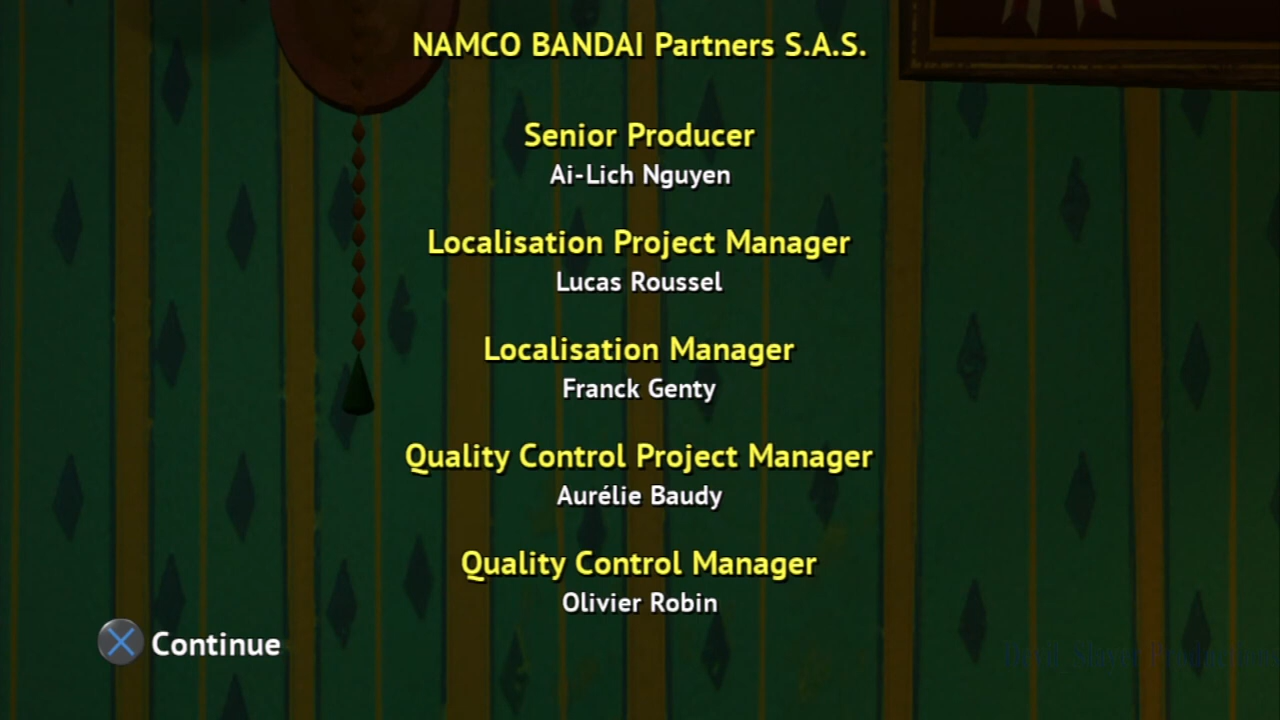 NAMCO BANDAI Partners S.A.S.
Senior Producer
Ai-Lich Nguyen
Localisation Project Manager
Lucas Roussel
Localisation Manager
Franck Genty
Quality Control Project Manager
Aurélie Baudy
Quality Control Manager
Olivier Robin
Continue